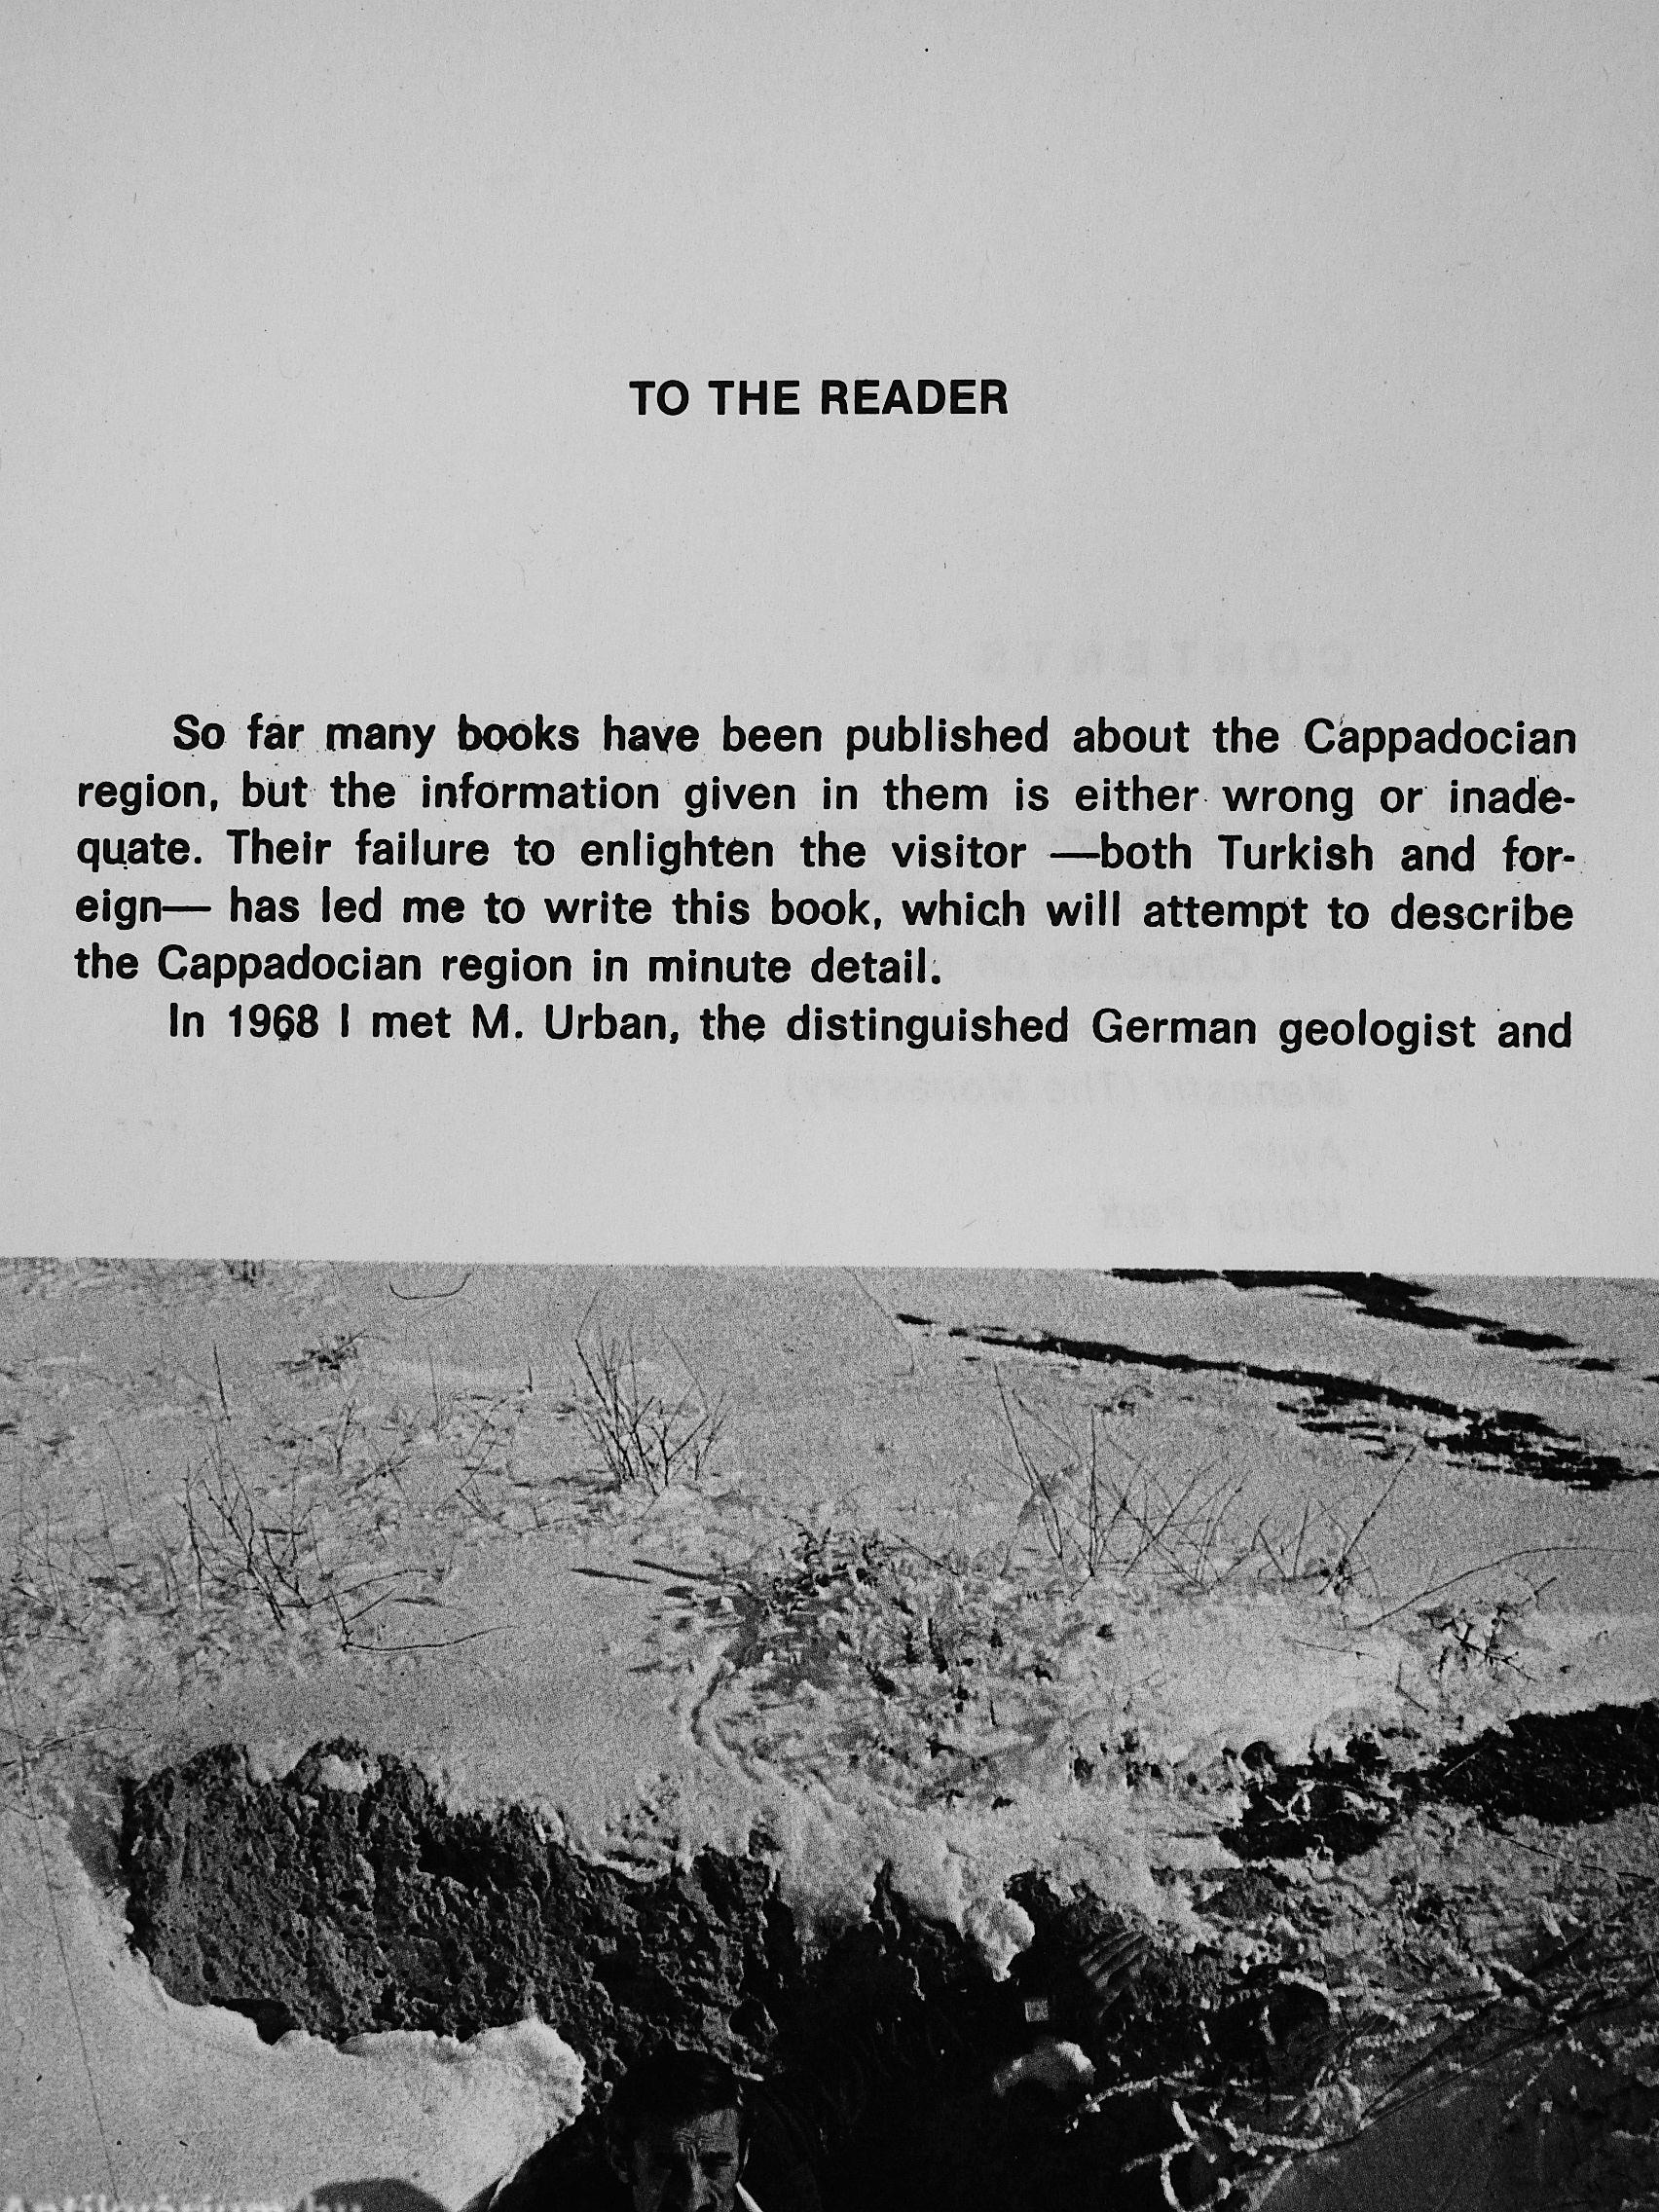 TO THE READER
So far many books have been published about the Cappadocian
region, but the information given in them is either wrong or inade-
quate. Their failure to enlighten the visitor —both Turkish and for-
eign— has led me to write this book, which will attempt to describe
the Cappadocian region in minute detail.
In 1968 I met M. Urban, the distinguished German geologist and